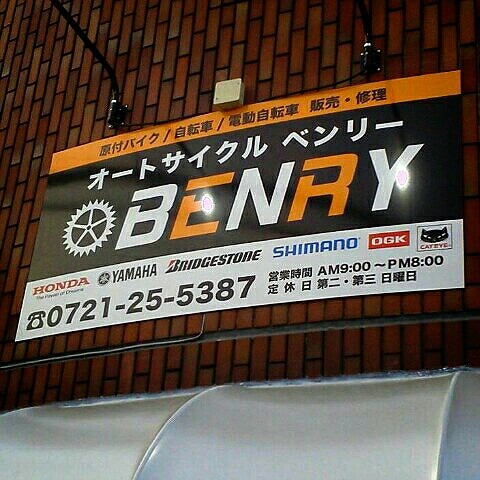 原付バイク / 自転車 / 電動自転車 販売・修理
オートサイクル ベンリー
BENRY
HONDA YAMAHA BRIDGESTONE SHIMANO OGK CATEYE
The Power of Dreams
☎0721-25-5387
営業時間 AM9:00～PM8:00
定休日 第二・第三 日曜日